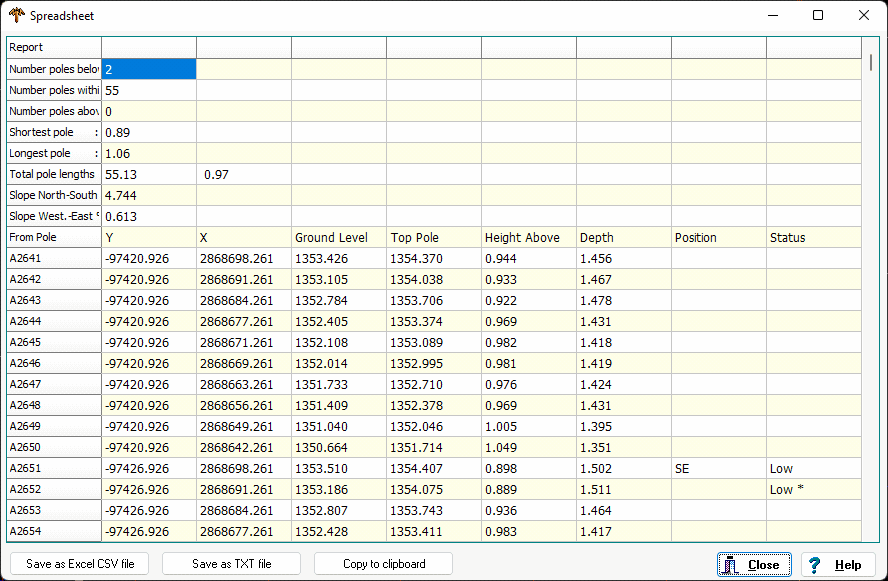 Spreadsheet
Report
Number poles belov 2
Number poles withi 55
Number poles abov 0
Shortest pole : 0.89
Longest pole : 1.06
Total pole lengths 55.13 0.97
Slope North-South 4.744
Slope West.-East 0.613
From Pole Y X Ground Level Top Pole Height Above Depth Position Status
A2641 -97420.926 2868698.261 1353.426 1354.370 0.944 1.456
A2642 -97420.926 2868691.261 1353.105 1354.038 0.933 1.467
A2643 -97420.926 2868684.261 1352.784 1353.706 0.922 1.478
A2644 -97420.926 2868677.261 1352.405 1353.374 0.969 1.431
A2645 -97420.926 2868671.261 1352.108 1353.089 0.982 1.418
A2646 -97420.926 2868669.261 1352.014 1352.995 0.981 1.419
A2647 -97420.926 2868663.261 1351.733 1352.710 0.976 1.424
A2648 -97420.926 2868656.261 1351.409 1352.378 0.969 1.431
A2649 -97420.926 2868649.261 1351.040 1352.046 1.005 1.395
A2650 -97420.926 2868642.261 1350.664 1351.714 1.049 1.351
A2651 -97426.926 2868698.261 1353.510 1354.407 0.898 1.502 SE Low
A2652 -97426.926 2868691.261 1353.186 1354.075 0.889 1.511 Low *
A2653 -97426.926 2868684.261 1352.807 1353.743 0.936 1.464
A2654 -97426.926 2868677.261 1352.428 1353.411 0.983 1.417
Save as Excel CSV file Save as TXT file Copy to clipboard Close Help